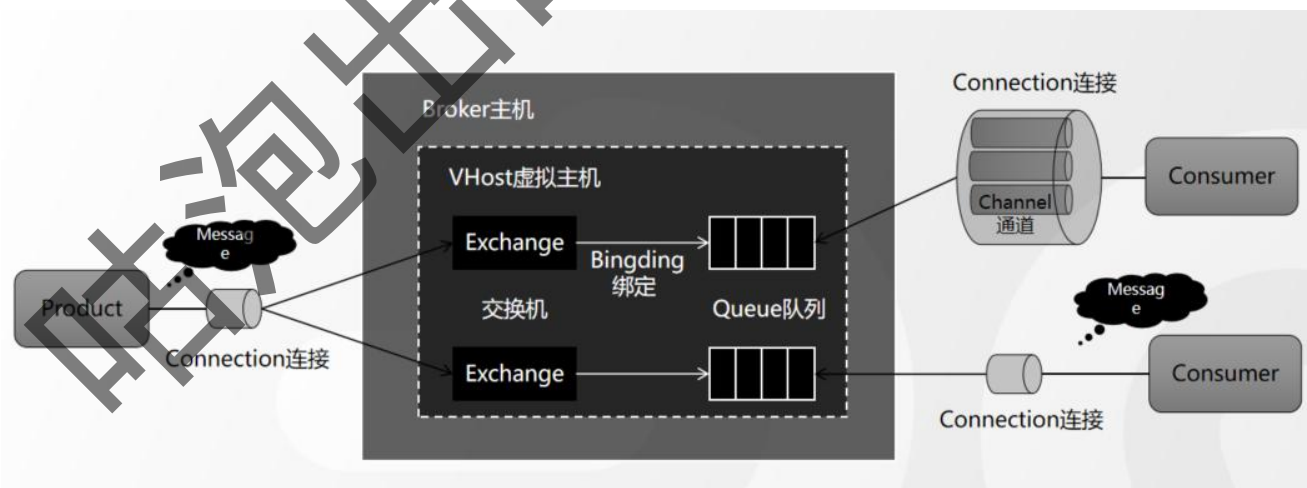 Connection连接
Broker主机
VHost虚拟主机
Consumer
Channel
通道
Messag
e
Exchange
Bingding
绑定
Product
交换机
Queue队列
Messag
e
Connection连接
Exchange
Consumer
Connection连接
咕泡出